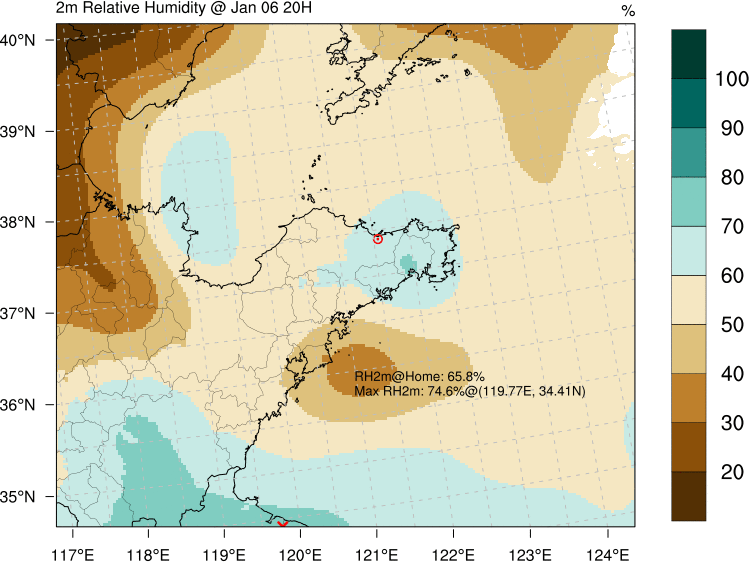 2m Relative Humidity @ Jan 06 20H
%
40°N
39°N
38°N
37°N
36°N
35°N
RH2m@Home: 65.8%
Max RH2m: 74.6%@(119.77E, 34.41N)
117°E 118°E 119°E 120°E 121°E 122°E 123°E 124°E
100
90
80
70
60
50
40
30
20